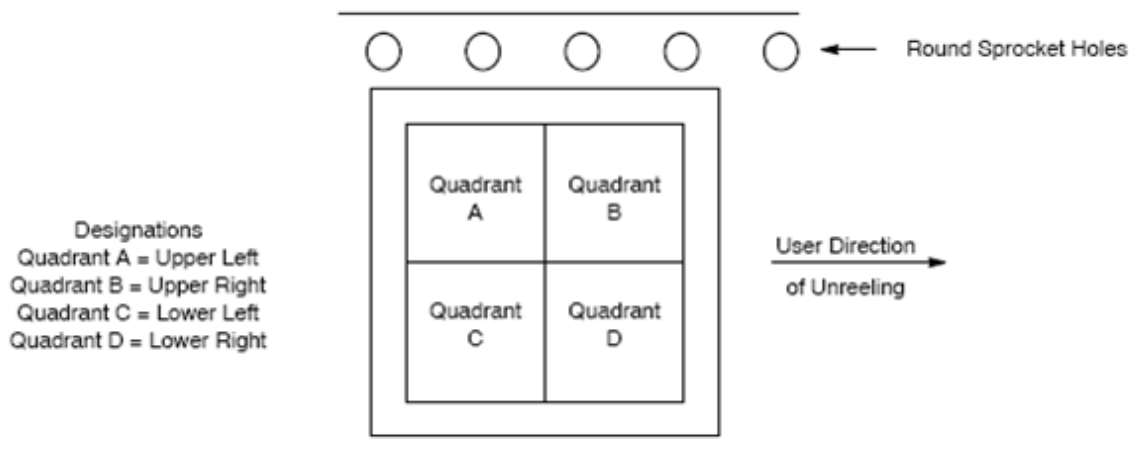 Round Sprocket Holes
Quadrant
A
Quadrant
B
Designations
Quadrant A = Upper Left
Quadrant B = Upper Right
Quadrant C = Lower Left
Quadrant D = Lower Right
Quadrant
C
Quadrant
D
User Direction
of Unreeling